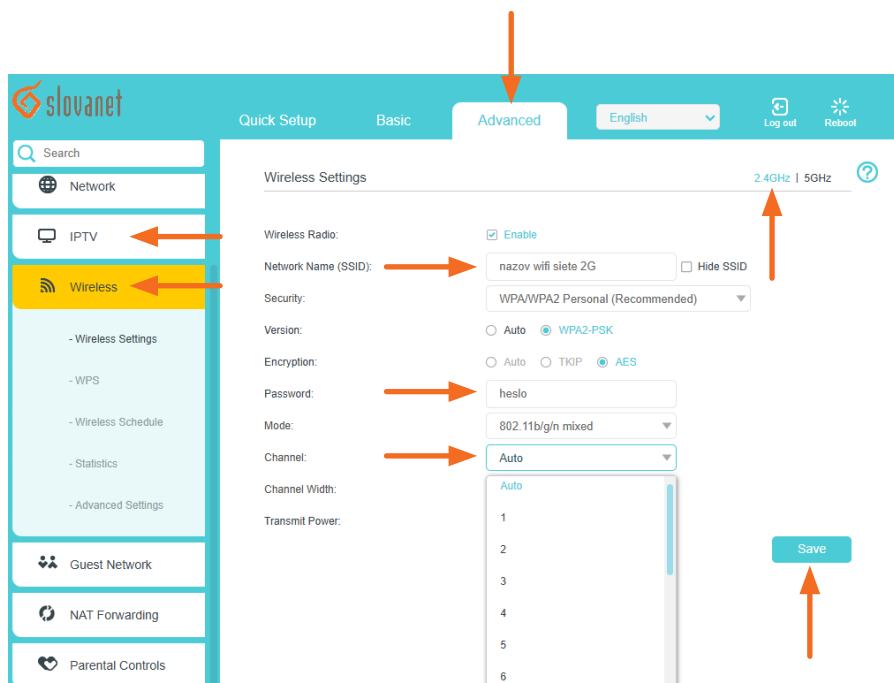 slovanet
Quick Setup
Basic
Advanced
English
Log out
Reboot
Search
Network
IPTV
Wireless
- Wireless Settings
- WPS
- Wireless Schedule
- Statistics
- Advanced Settings
Guest Network
NAT Forwarding
Parental Controls
Wireless Settings
2.4GHz | 5GHz
?
Wireless Radio: Enable
Network Name (SSID): nazov wifi siete 2G Hide SSID
Security: WPA/WPA2 Personal (Recommended)
Version: Auto WPA2-PSK
Encryption: Auto TKIP AES
Password: heslo
Mode: 802.11b/g/n mixed
Channel: Auto
Channel Width:
Transmit Power:
Auto
1
2
3
4
5
6
Save